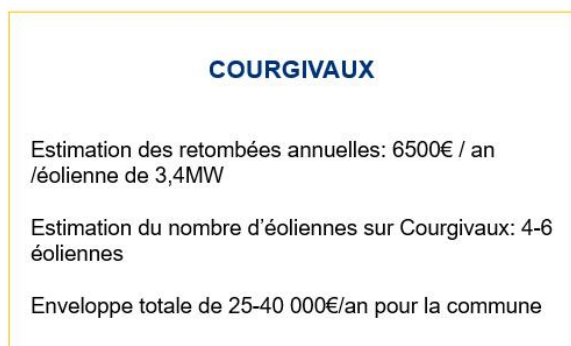 COURGIVAUX
Estimation des retombées annuelles: 6500€ / an
/éolienne de 3,4MW
Estimation du nombre d'éoliennes sur Courgivaux: 4-6
éoliennes
Enveloppe totale de 25-40 000€/an pour la commune